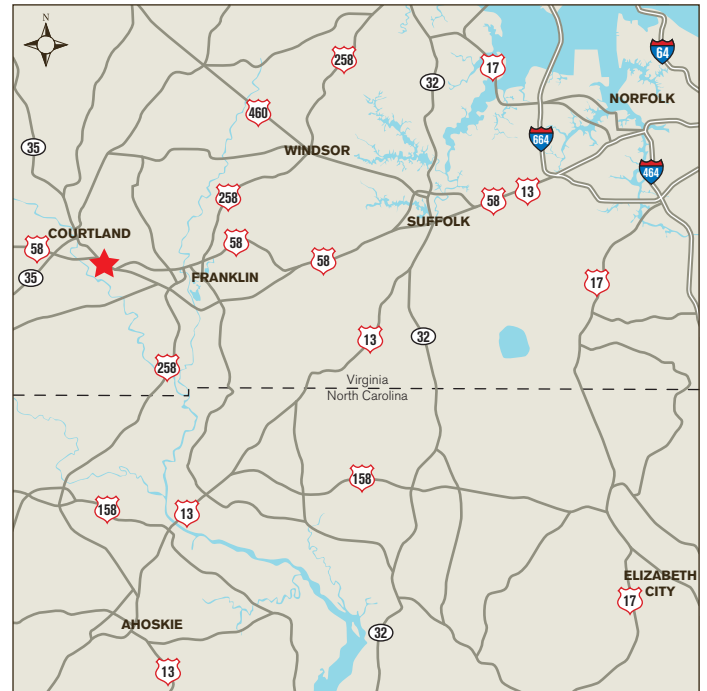 N
258
64
17
32
460
NORFOLK
664
35
WINDSOR
464
258
58
13
SUFFOLK
COURTLAND
58
58
58
35
FRANKLIN
17
13
32
258
Virginia
North Carolina
158
158
13
ELIZABETH
CITY
17
AHOSKIE
32
13